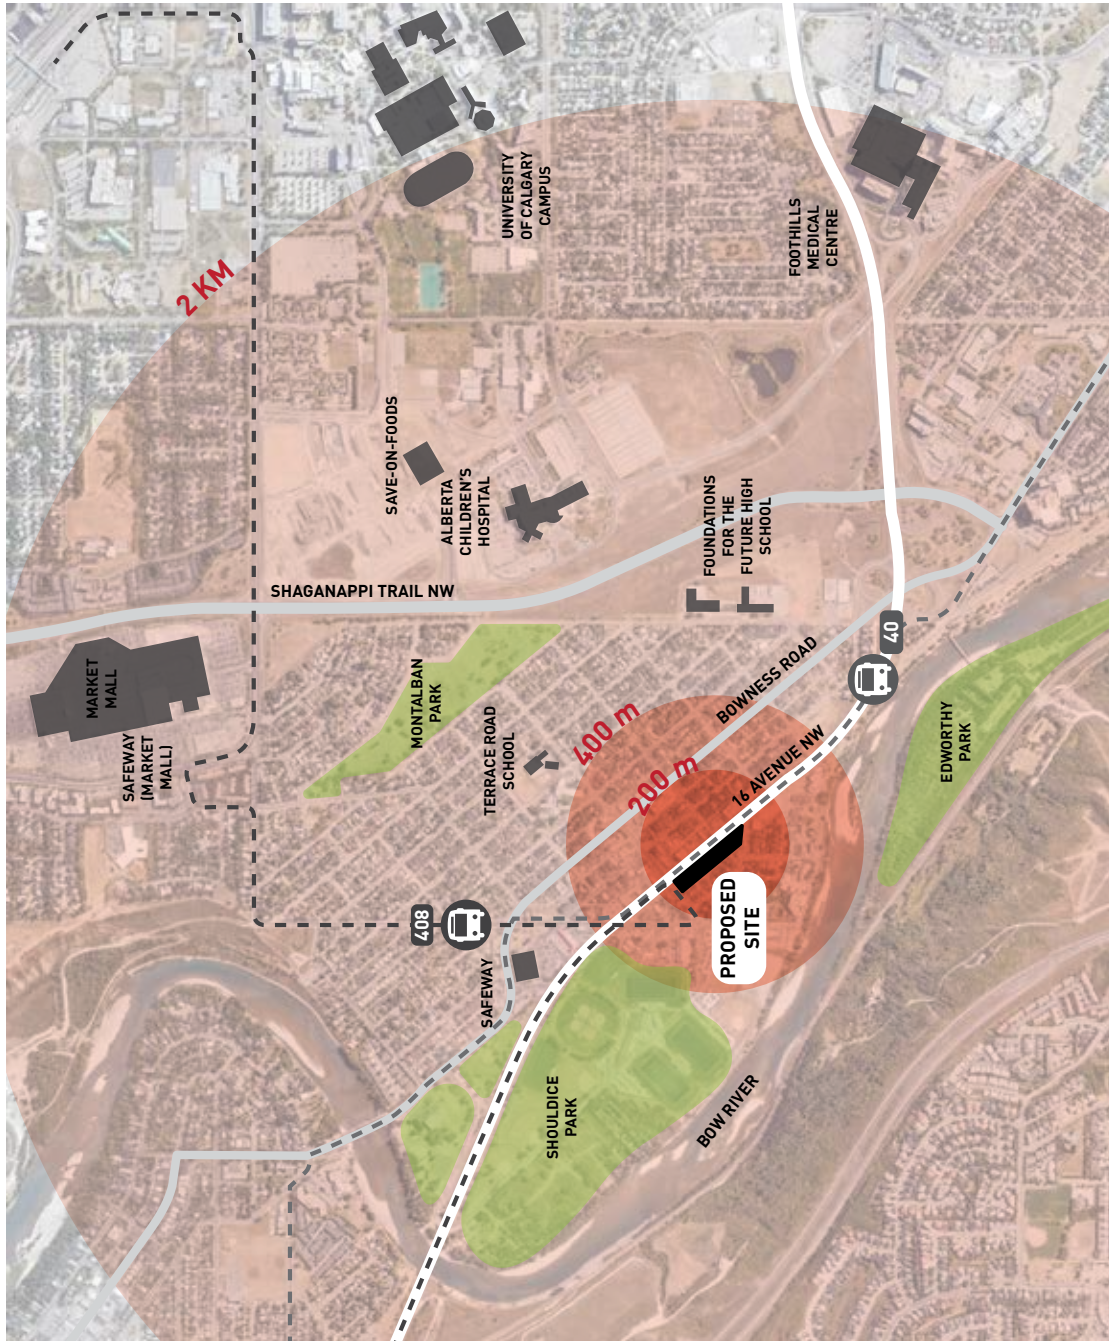 2 KM
UNIVERSITY
OF CALGARY
CAMPUS
FOOTHILLS
MEDICAL
CENTRE
SAVE-ON-FOODS
ALBERTA
CHILDREN'S
HOSPITAL
FOUNDATIONS
FOR THE
FUTURE HIGH
SCHOOL
SHAGANAPPI TRAIL NW
MARKET
MALL
SAFEWAY
(MARKET
MALL)
MONTALBAN
PARK
TERRACE ROAD
SCHOOL
400 m
200 m
BOWNESS ROAD
16 AVENUE NW
40
EDWORTHY
PARK
408
SAFEWAY
PROPOSED
SITE
SHOULDICE
PARK
BOW RIVER